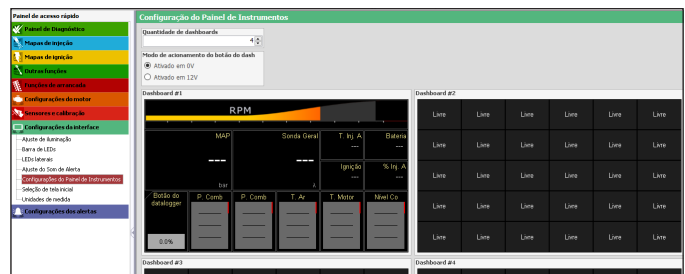 Painel de acesso rápido
Painel de Diagnóstico
Mapas de injeção
Mapas de ignição
Outras funções
Funções de arrancada
Configurações do motor
Sensores e calibração
Configurações da interface
Ajuste de iluminação
Barra de LEDs
LEDs laterais
Ajuste do Som de Alerta
Configurações do Painel de Instrumentos
Seleção de tela inicial
Unidades de medida
Configurações dos alertas
Configuração do Painel de Instrumentos
Quantidade de dashboards
4
Modo de acionamento do botão do dash
Ativado em 0V
Ativado em 12V
Dashboard #1
RPM
MAP
---
bar
Sonda Geral
---
λ
T. Inj. A
---
Bateria
---
Ignição
---
% Inj. A
---
Botão do
datalogger
0.0%
P. Comb
P. Comb
T. Ar
T. Motor
Nível Co
Dashboard #2
Livre Livre Livre Livre Livre
Livre Livre Livre Livre Livre
Livre Livre Livre Livre Livre
Livre Livre Livre Livre Livre
Livre Livre Livre Livre Livre
Dashboard #3
Dashboard #4